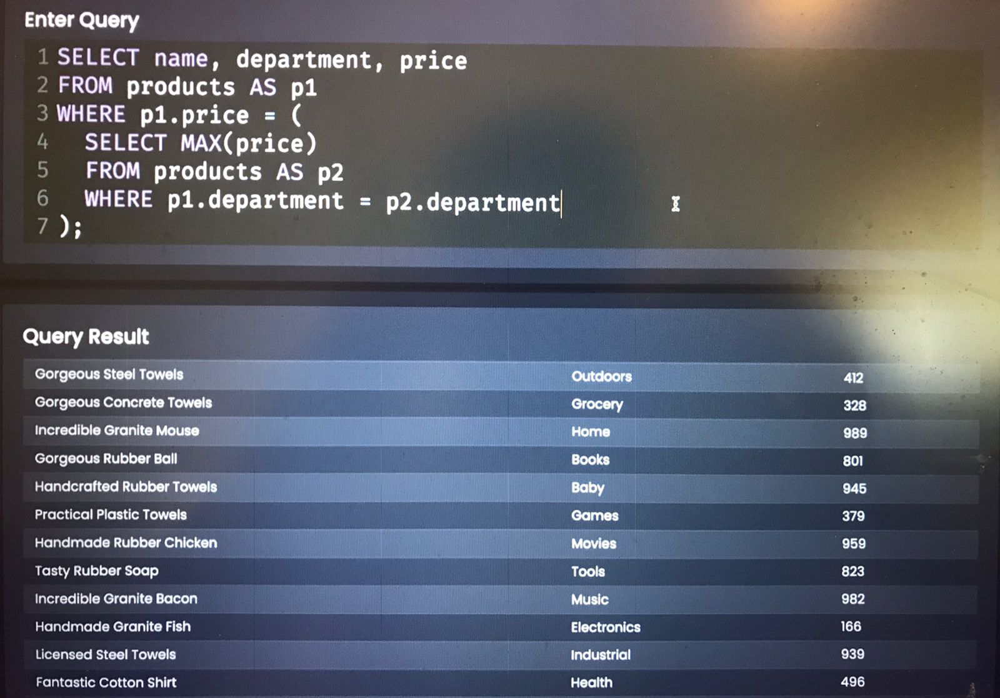 Enter Query
1 SELECT name, department, price
2 FROM products AS p1
3 WHERE p1.price = (
4 SELECT MAX(price)
5 FROM products AS p2
6 WHERE p1.department = p2.department
7 );
Query Result
Gorgeous Steel Towels Outdoors 412
Gorgeous Concrete Towels Grocery 328
Incredible Granite Mouse Home 989
Gorgeous Rubber Ball Books 801
Handcrafted Rubber Towels Baby 945
Practical Plastic Towels Games 379
Handmade Rubber Chicken Movies 959
Tasty Rubber Soap Tools 823
Incredible Granite Bacon Music 982
Handmade Granite Fish Electronics 166
Licensed Steel Towels Industrial 939
Fantastic Cotton Shirt Health 496